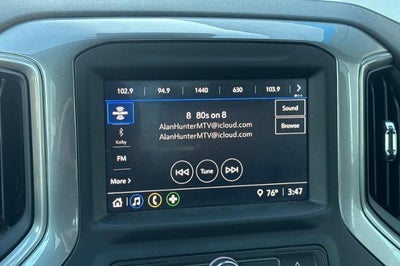 102.9 94.9 1440 630 103.9
8 80s on 8
AlanHunterMTV@icloud.com
AlanHunterMTV@icloud.com
Sound
Browse
Kolby
FM
More >
Tune
76° 3:47